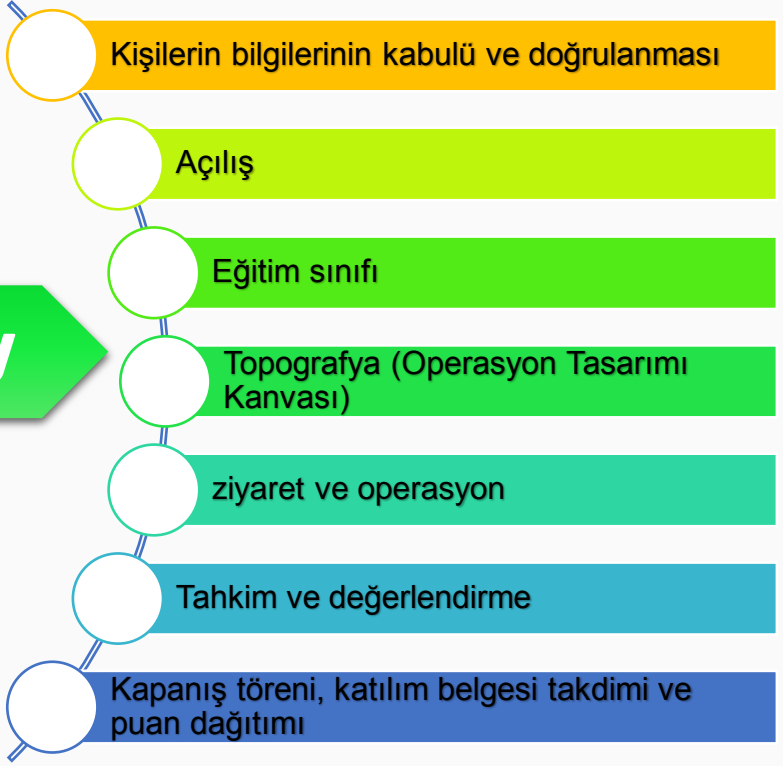 Kişilerin bilgilerinin kabulü ve doğrulanması
Açılış
Eğitim sınıfı
Topografya (Operasyon Tasarımı
Kanvası)
ziyaret ve operasyon
Tahkim ve değerlendirme
Kapanış töreni, katılım belgesi takdimi ve
puan dağıtımı